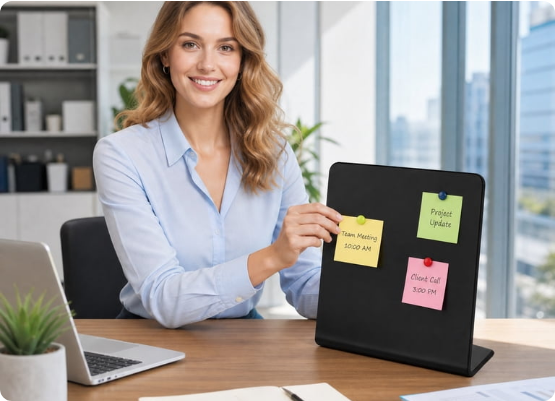 Team Meeting
10:00 AM
Project
Update
Client Call
3:00 PM